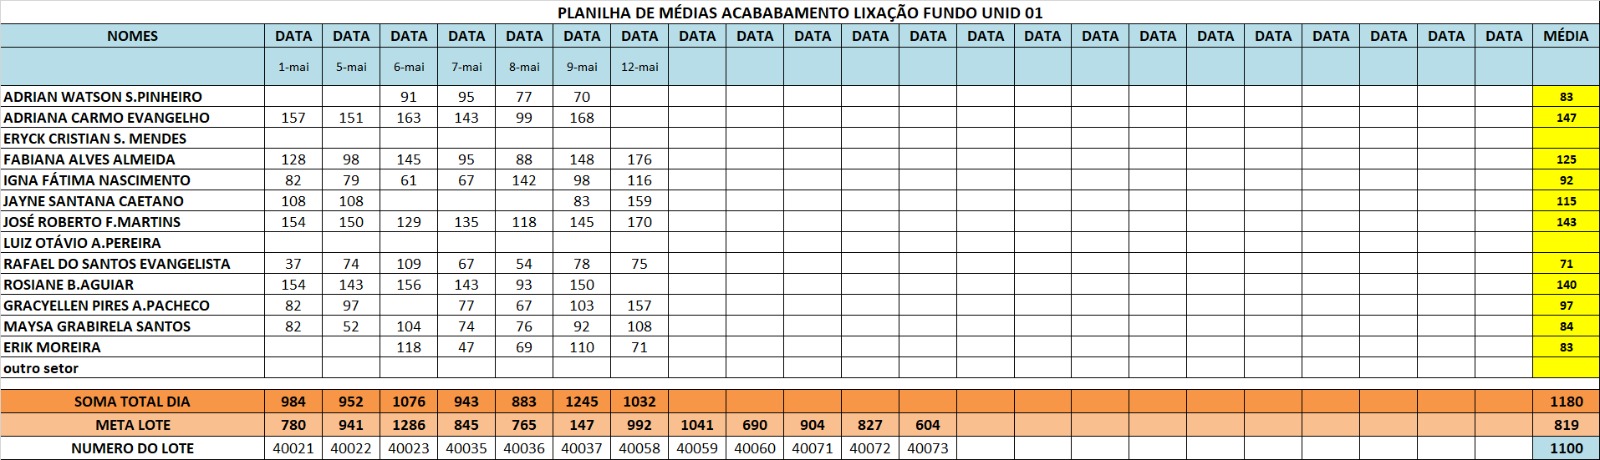 PLANILHA DE MÉDIAS ACABABAMENTO LIXAÇÃO FUNDO UNID 01
NOMES DATA DATA DATA DATA DATA DATA DATA DATA DATA DATA DATA DATA DATA DATA DATA DATA DATA DATA DATA DATA DATA DATA MÉDIA
1-mai 5-mai 6-mai 7-mai 8-mai 9-mai 12-mai
ADRIAN WATSON S.PINHEIRO 91 95 77 70 83
ADRIANA CARMO EVANGELHO 157 151 163 143 99 168 147
ERYCK CRISTIAN S. MENDES
FABIANA ALVES ALMEIDA 128 98 145 95 88 148 176 125
IGNA FÁTIMA NASCIMENTO 82 79 61 67 142 98 116 92
JAYNE SANTANA CAETANO 108 108 83 159 115
JOSÉ ROBERTO F.MARTINS 154 150 129 135 118 145 170 143
LUIZ OTÁVIO A.PEREIRA
RAFAEL DO SANTOS EVANGELISTA 37 74 109 67 54 78 75 71
ROSIANE B.AGUIAR 154 143 156 143 93 150 140
GRACYELLEN PIRES A.PACHECO 82 97 77 67 103 157 97
MAYSA GRABIRELA SANTOS 82 52 104 74 76 92 108 84
ERIK MOREIRA 118 47 69 110 71 83
outro setor
SOMA TOTAL DIA 984 952 1076 943 883 1245 1032 1180
META LOTE 780 941 1286 845 765 147 992 1041 690 904 827 604 819
NUMERO DO LOTE 40021 40022 40023 40035 40036 40037 40058 40059 40060 40071 40072 40073 1100